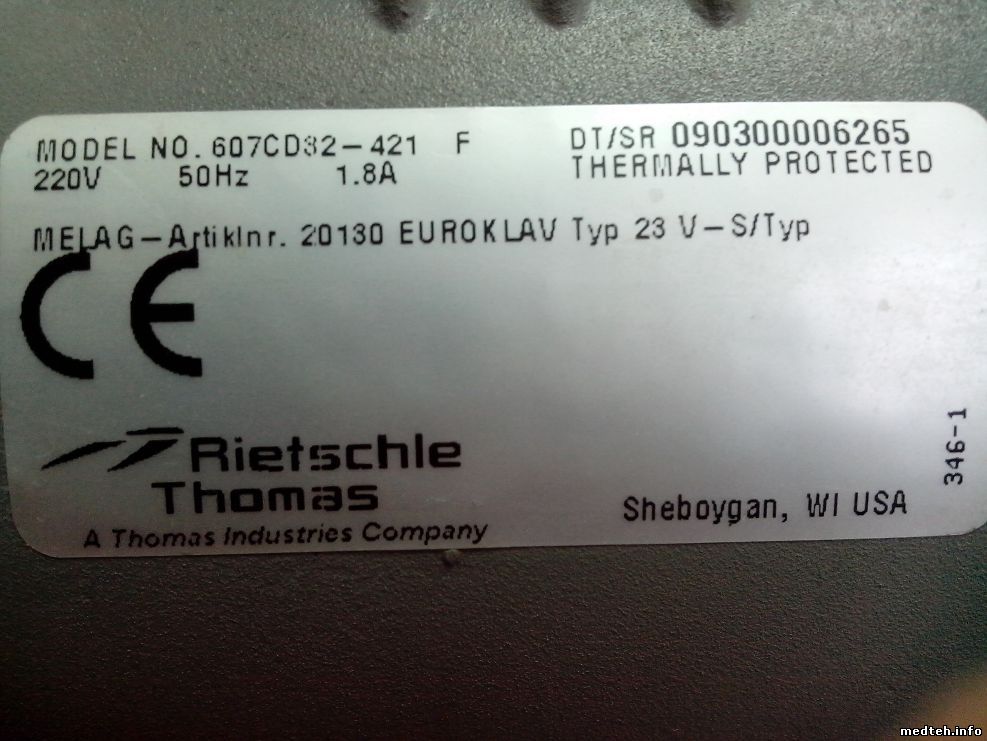 MODEL NO. 607CD32-421 F DT/SR 090300006265
220V 50Hz 1.8A THERMALLY PROTECTED
MELAG-Artiklnr. 20130 EUROKLAV Typ 23 V-S/Typ
CE
Rietschle
Thomas
A Thomas Industries Company
Sheboygan, WI USA
346-1
medteh.info